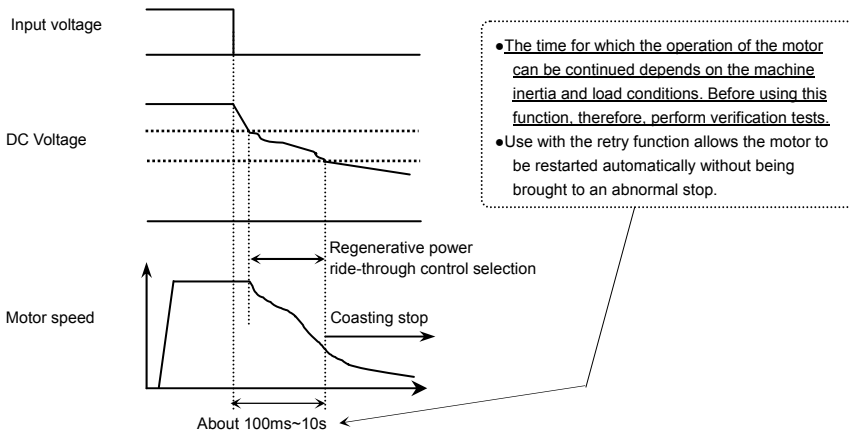 Input voltage
●The time for which the operation of the motor
can be continued depends on the machine
inertia and load conditions. Before using this
function, therefore, perform verification tests.
●Use with the retry function allows the motor to
be restarted automatically without being
brought to an abnormal stop.
DC Voltage
Regenerative power
ride-through control selection
Motor speed
Coasting stop
About 100ms~10s